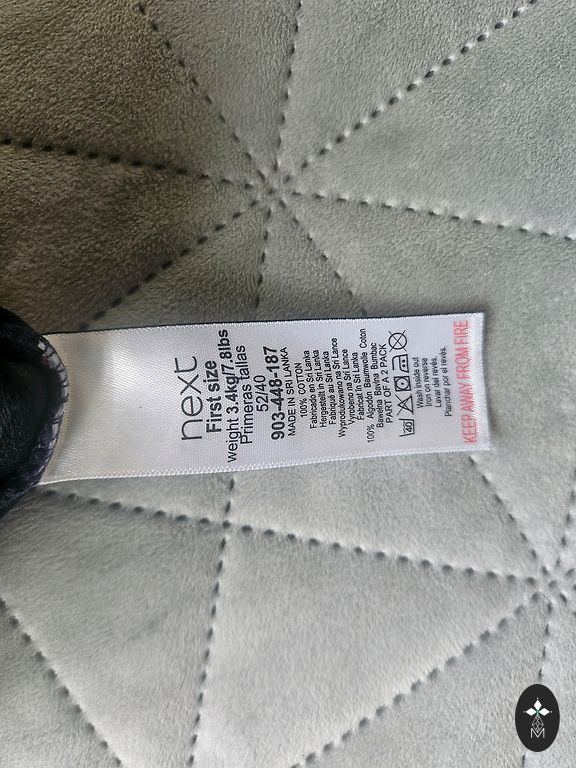 next
First size
weight 3.4kg/7.8lbs
Primeras tallas
52/40
903-448-187
MADE IN SRI LANKA
100% COTTON
Fabricado en Sri Lanka
Hergestellt in Sri Lanka
Fabriqué au Sri Lanka
Wyprodukowano na Sri Lance
Vyrobeno na Srí Lance
Fabricat în Sri Lanka
100% Algodón Baumwolle Coton
Bawełna Bavlna Bumbac
PART OF A 2 PACK
40
Wash inside out
Iron on reverse
Lavar del revés.
Planchar por el revés.
KEEP AWAY FROM FIRE
M